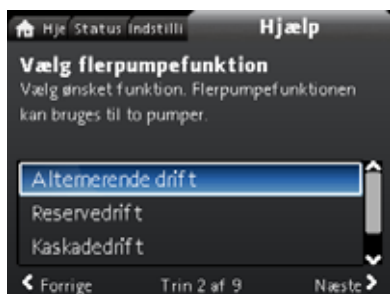 Hje Status Indstilli Hjælp
Vælg flerpumpefunktion
Vælg ønsket funktion. Flerpumpefunktionen
kan bruges til to pumper.
Alternerende drift
Reservedrift
Kaskadedrift
Forrige Trin 2 af 9 Næste